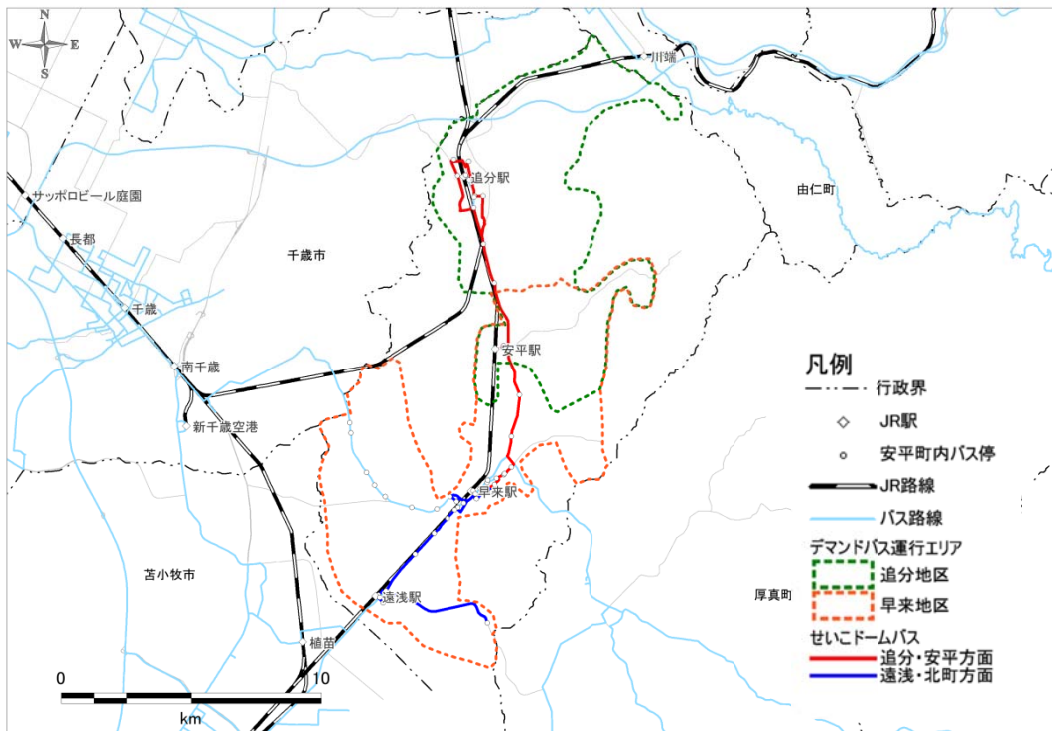 N
W E
S
川端
追分駅
サッポロビール庭園
由仁町
長都
千歳市
千歳
安平駅
南千歳
新千歳空港
早来駅
苫小牧市
遠浅駅
厚真町
植苗
0 10
km
凡例
行政界
JR駅
安平町内バス停
JR路線
バス路線
デマンドバス運行エリア
追分地区
早来地区
せいこドームバス
追分・安平方面
遠浅・北町方面